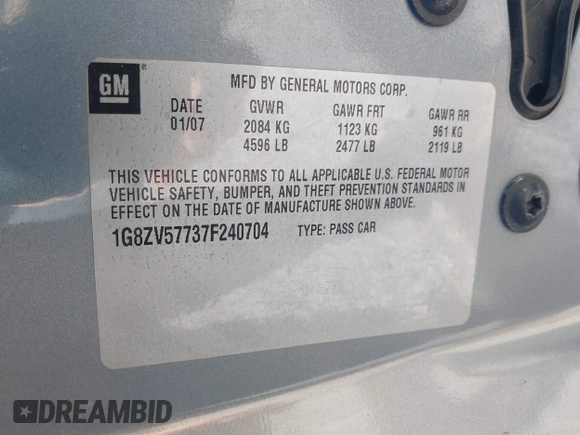 GM
MFD BY GENERAL MOTORS CORP.
DATE GVWR GAWR FRT GAWR RR
01/07 2084 KG 1123 KG 961 KG
4596 LB 2477 LB 2119 LB
THIS VEHICLE CONFORMS TO ALL APPLICABLE U.S. FEDERAL MOTOR
VEHICLE SAFETY, BUMPER, AND THEFT PREVENTION STANDARDS IN
EFFECT ON THE DATE OF MANUFACTURE SHOWN ABOVE.
1G8ZV57737F240704 TYPE: PASS CAR
DREAMBID